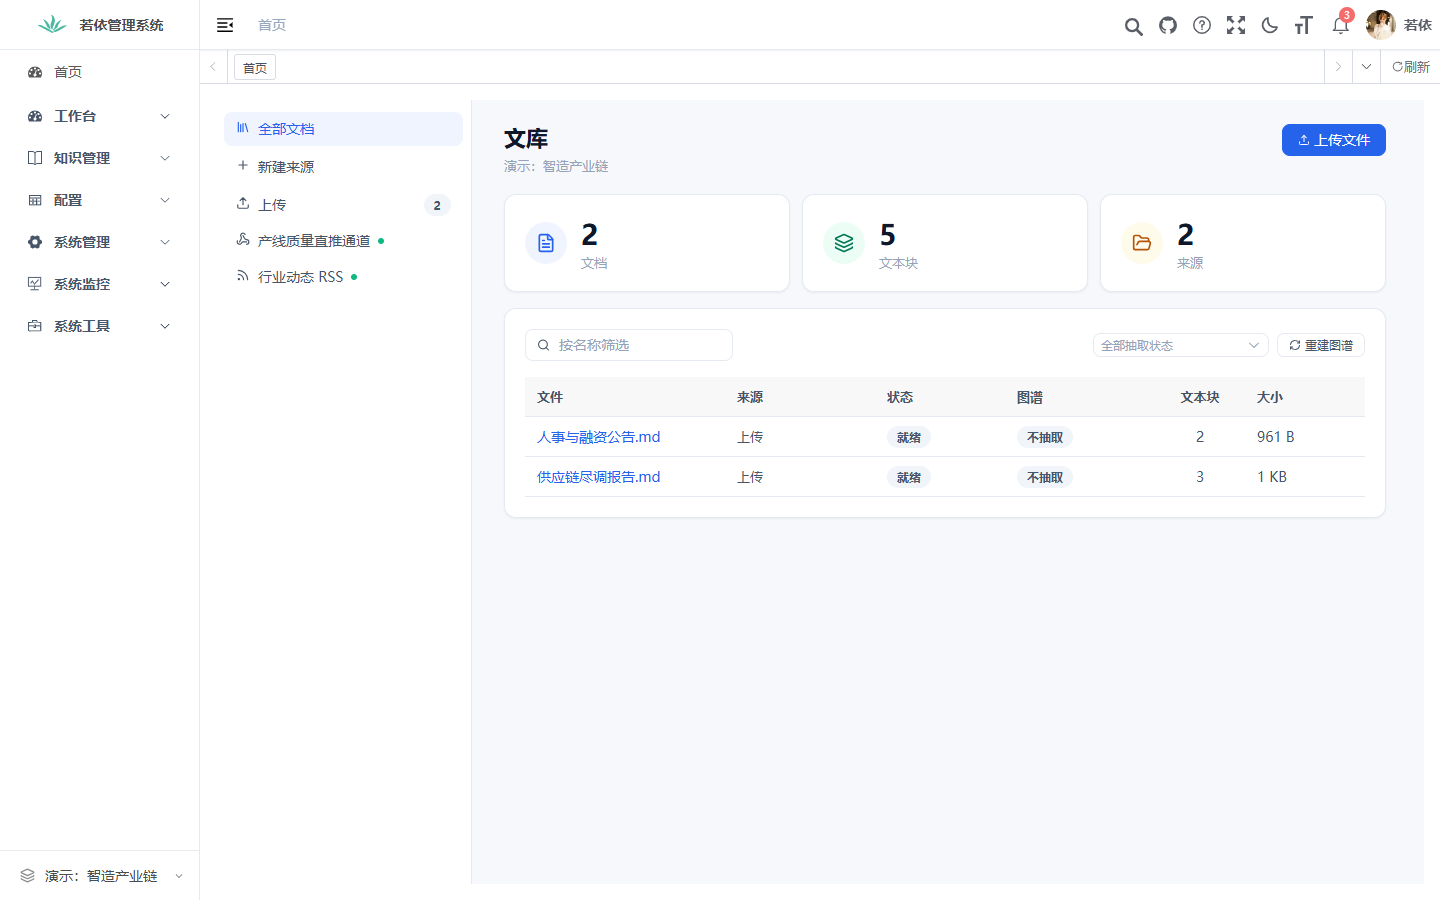 若依管理系统
首页
3
若依
首页
刷新
首页
工作台
知识管理
配置
系统管理
系统监控
系统工具
演示：智造产业链
全部文档
新建来源
上传 2
产线质量直推通道
行业动态 RSS
文库
演示：智造产业链
上传文件
2
文档
5
文本块
2
来源
按名称筛选
全部抽取状态
重建图谱
文件 来源 状态 图谱 文本块 大小
人事与融资公告.md 上传 就绪 不抽取 2 961 B
供应链尽调报告.md 上传 就绪 不抽取 3 1 KB